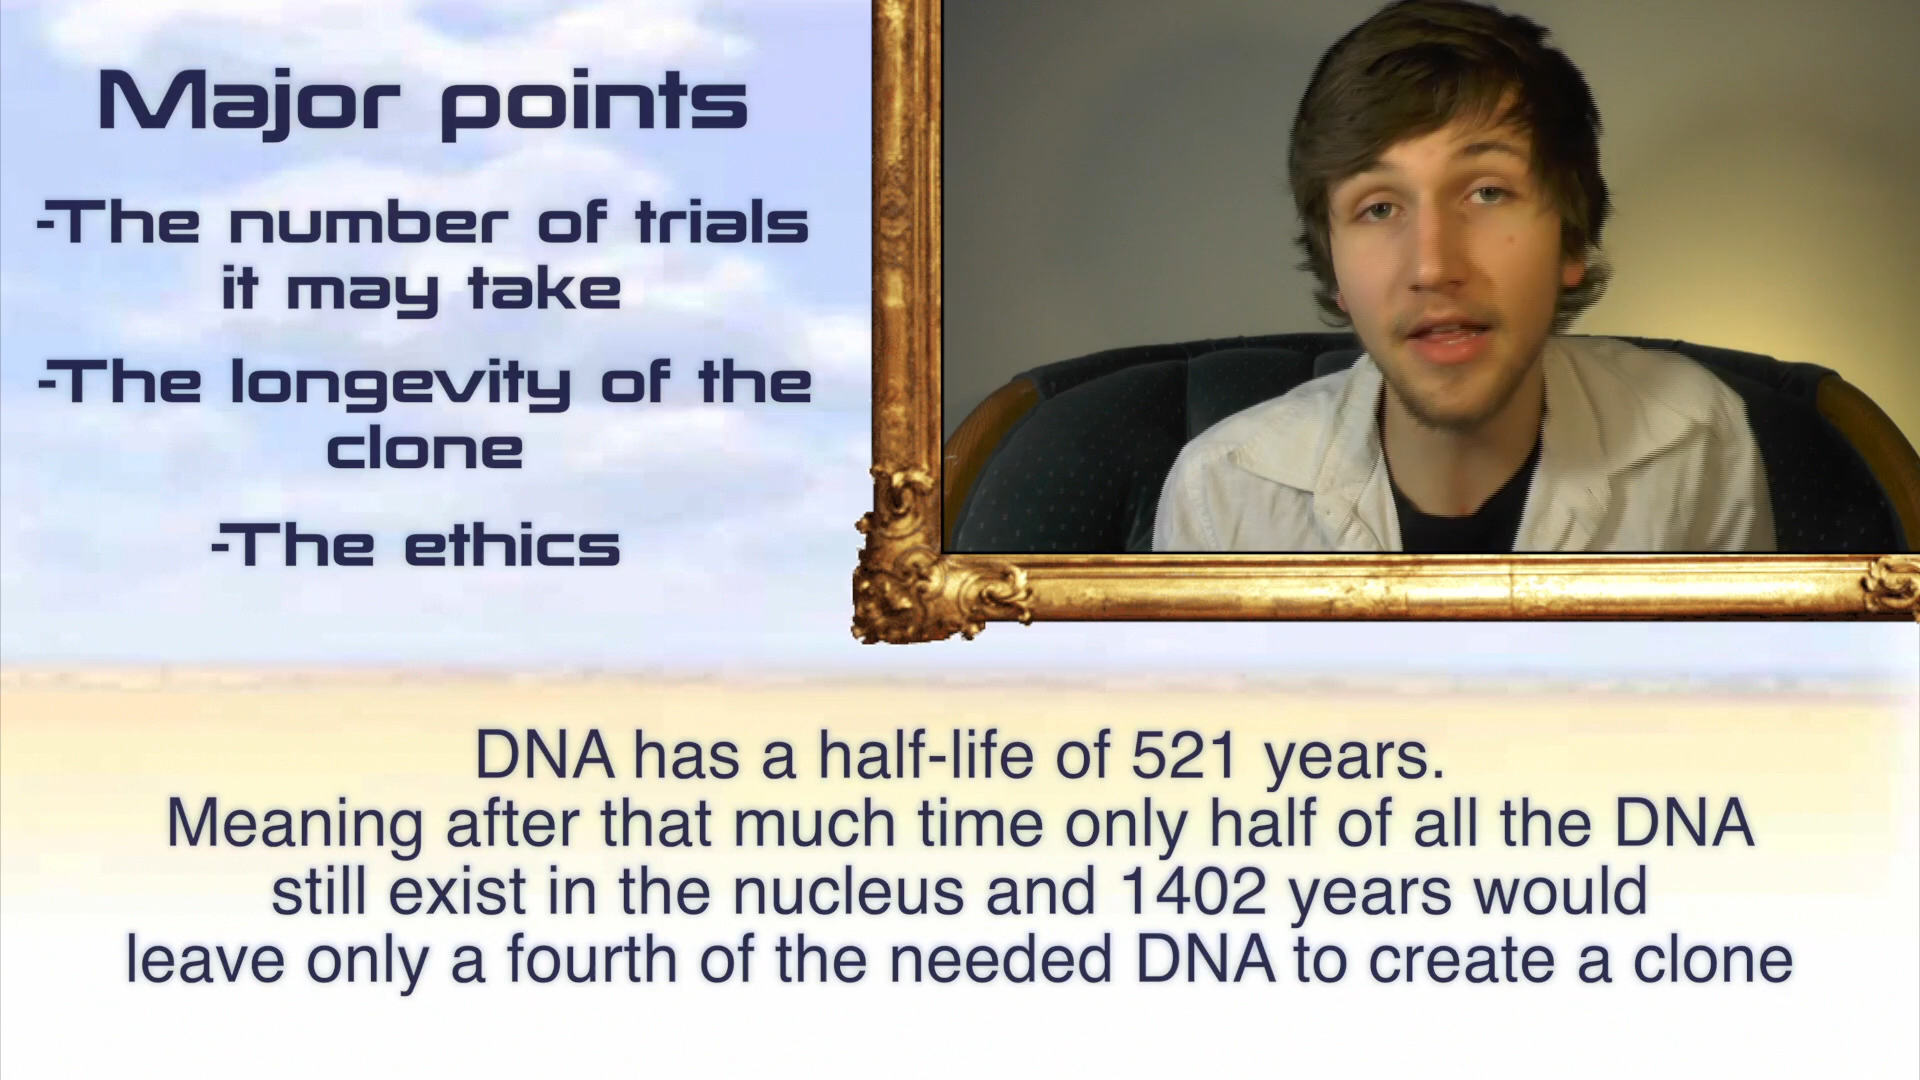 Major points
-The number of trials
it may take
-The longevity of the
clone
-The ethics
DNA has a half-life of 521 years.
Meaning after that much time only half of all the DNA
still exist in the nucleus and 1402 years would
leave only a fourth of the needed DNA to create a clone